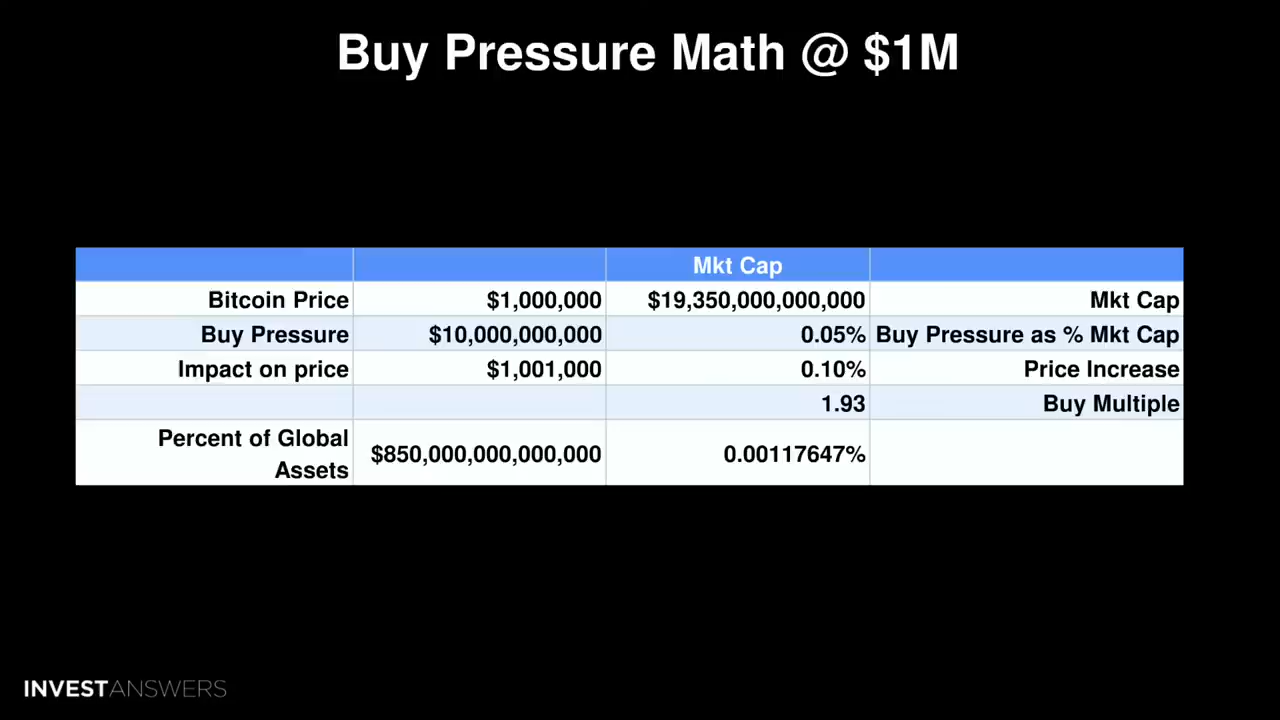 Buy Pressure Math @ $1M
Mkt Cap
Bitcoin Price $1,000,000 $19,350,000,000,000 Mkt Cap
Buy Pressure $10,000,000,000 0.05% Buy Pressure as % Mkt Cap
Impact on price $1,001,000 0.10% Price Increase
1.93 Buy Multiple
Percent of Global
Assets $850,000,000,000,000 0.00117647%
INVESTANSWERS